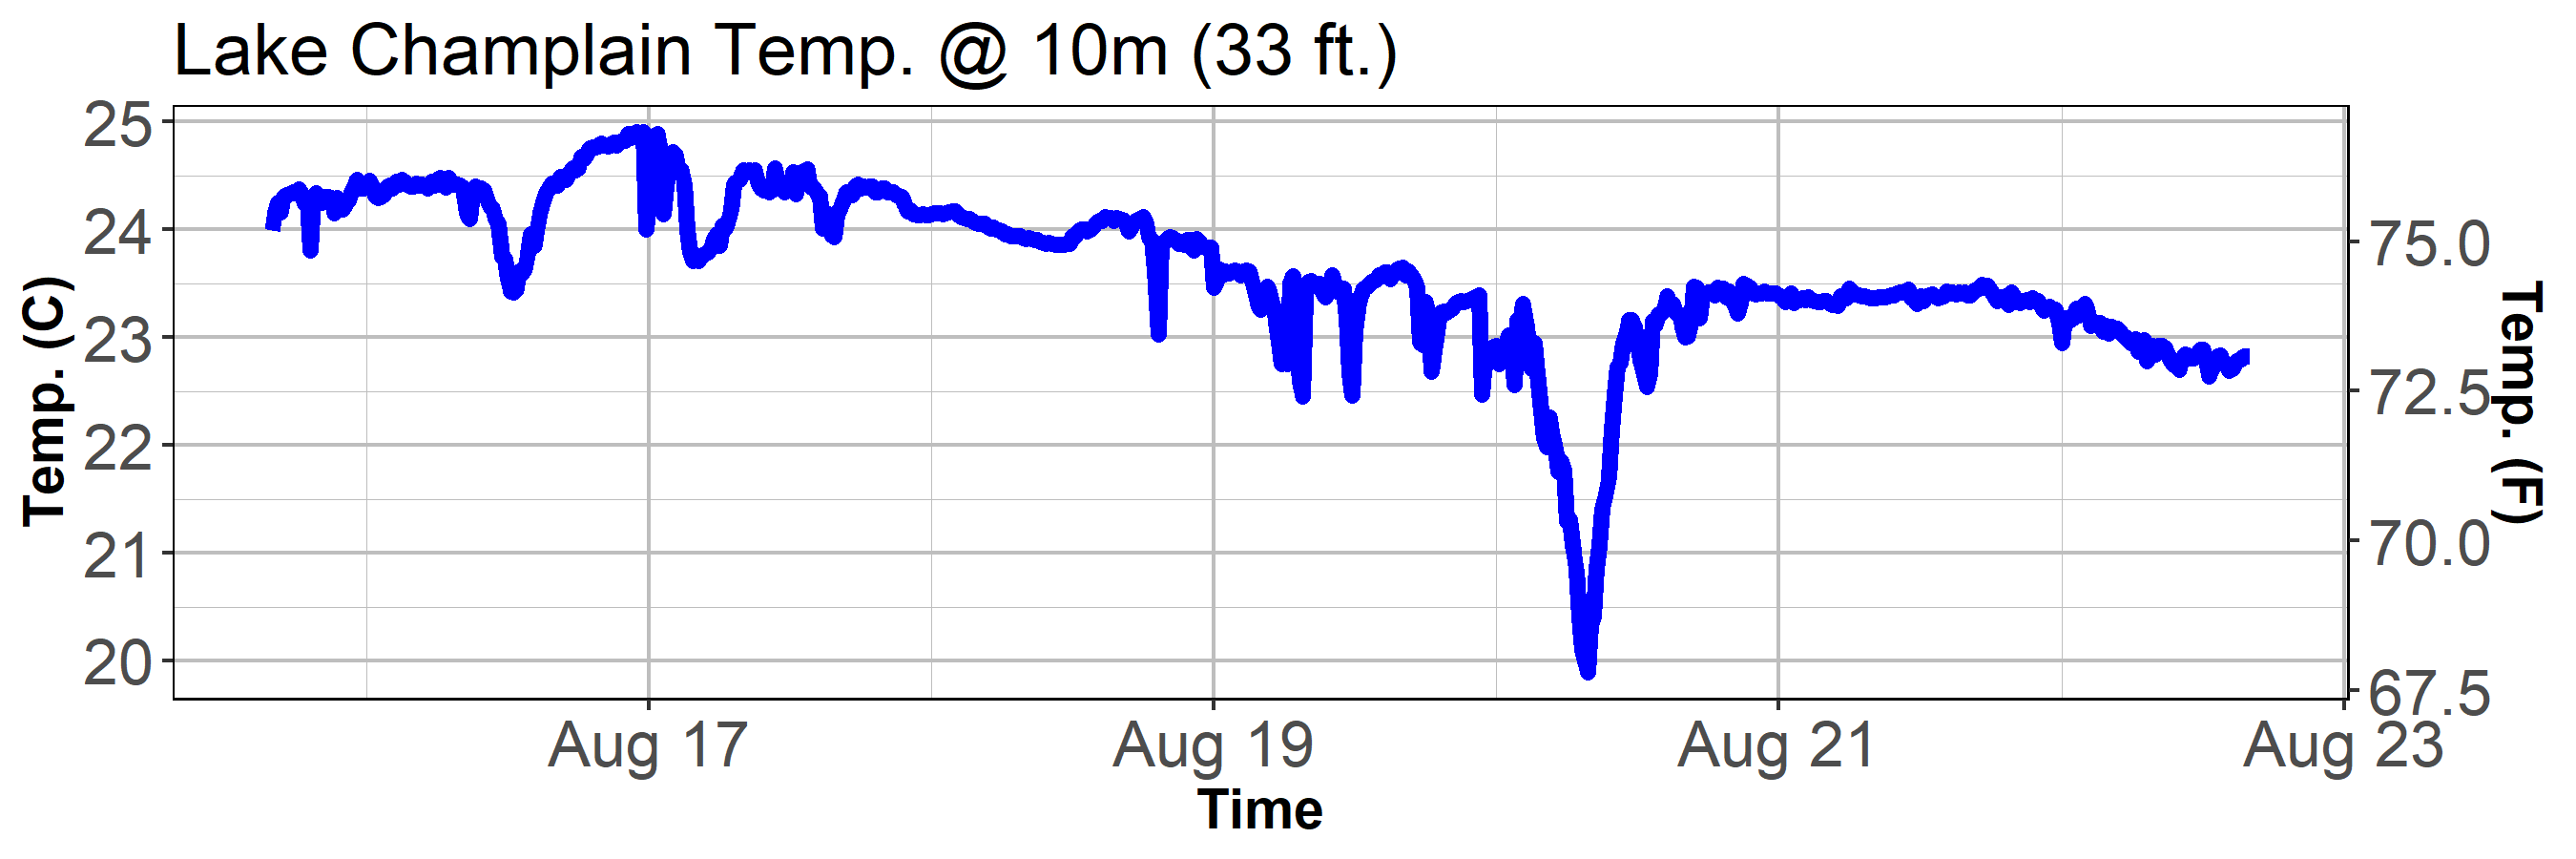 Lake Champlain Temp. @ 10m (33 ft.)
25
24
23
22
21
20
Temp. (C)
75.0
72.5
70.0
67.5
Temp. (F)
Aug 17 Aug 19 Aug 21 Aug 23
Time